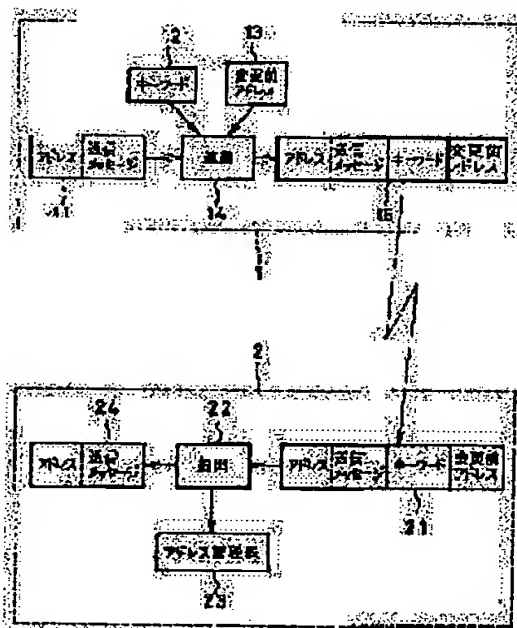 2
13
キーワード
変更前
アドレス
アドレス
送信
メッセージ
アドレス
送信
メッセージ
キーワード
変更前
アドレス
11
14
15
1
2
24
22
アドレス
送信
メッセージ
アドレス
送信
メッセージ
キーワード
変更前
アドレス
21
アドレス管理表
23